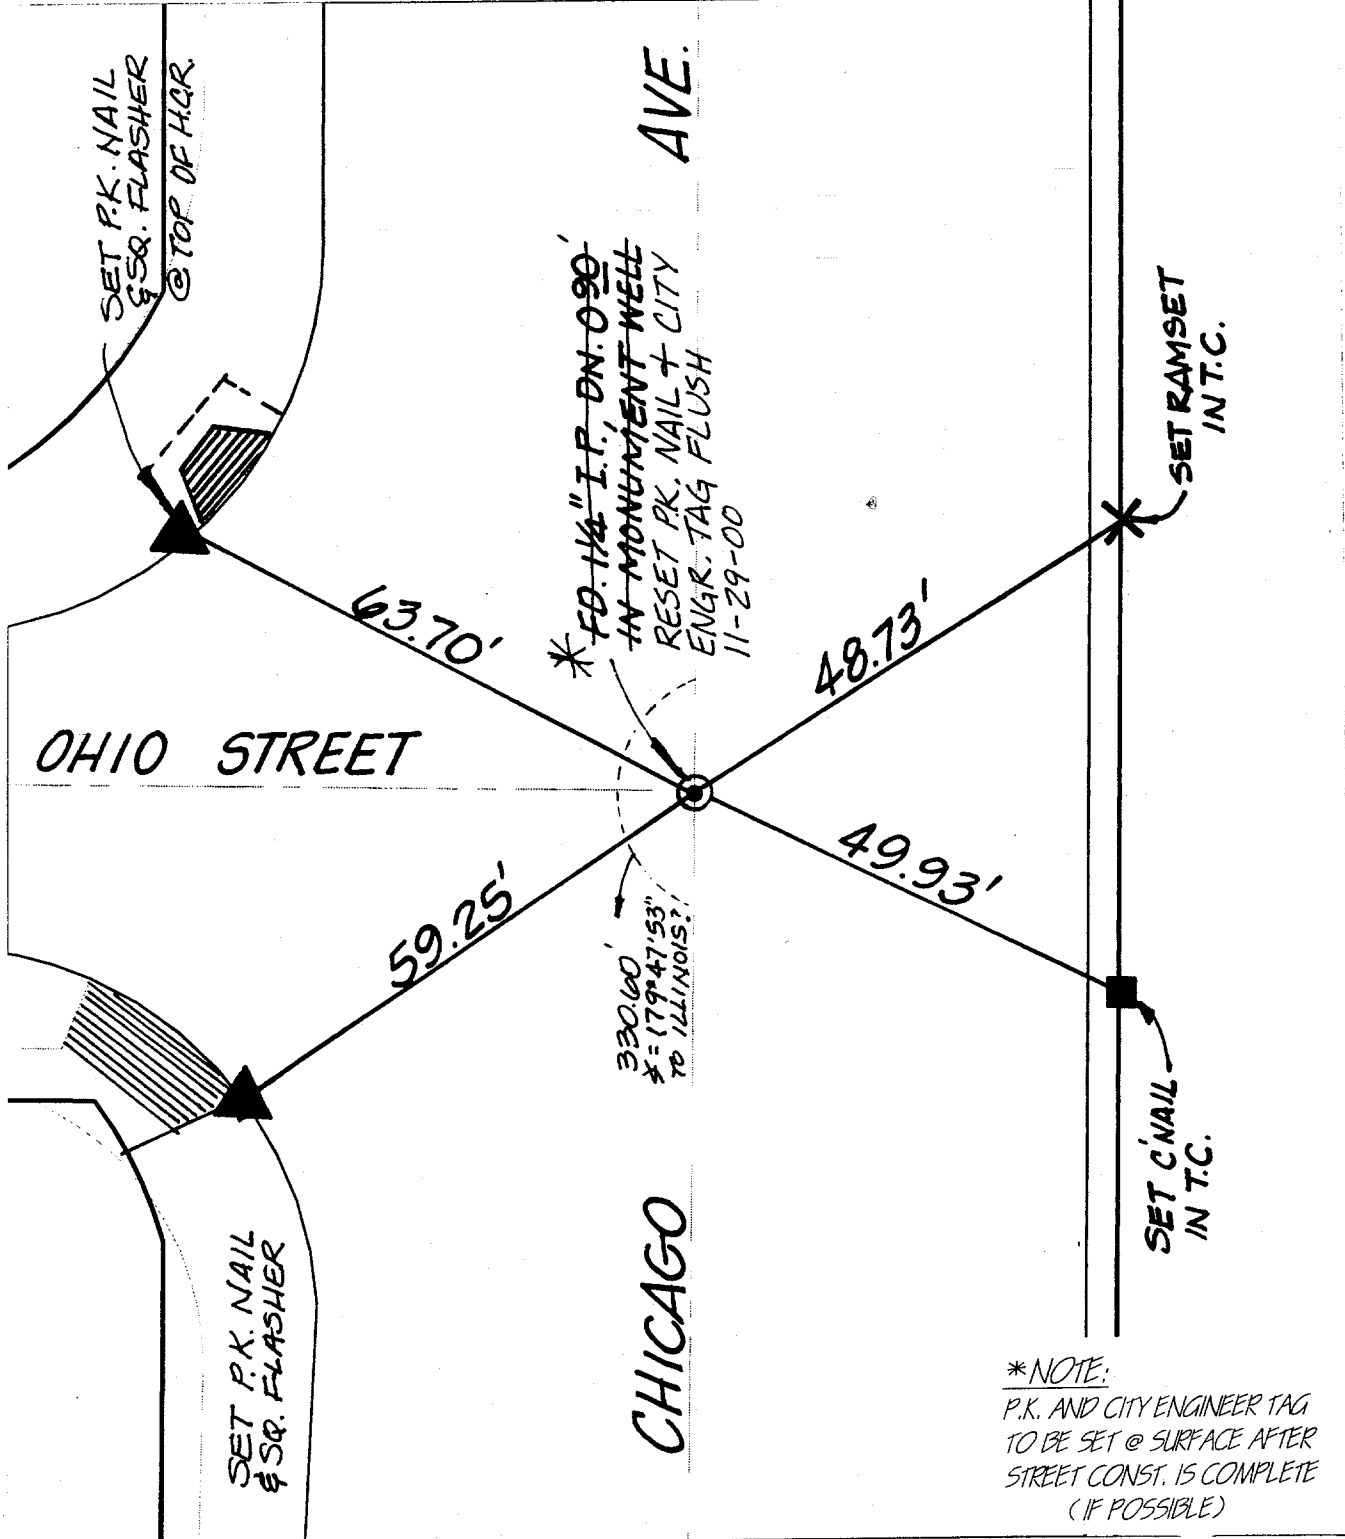 SET P.K. NAIL
& SQ. FLASHER
@ TOP OF H.C.R.
AVE.
FD. 1¼" I.P., DN. 0.90'
IN MONUMENT WELL
RESET P.K. NAIL + CITY
ENGR. TAG FLUSH
11-29-00
*
SET RAMSET
IN T.C.
63.70'
48.73'
OHIO STREET
49.93'
59.25'
330.60'
∡ = 179°47'53"
TO ILLINOIS?!
SET C'NAIL
IN T.C.
SET P.K. NAIL
& SQ. FLASHER
CHICAGO
* NOTE:
P.K. AND CITY ENGINEER TAG
TO BE SET @ SURFACE AFTER
STREET CONST. IS COMPLETE
(IF POSSIBLE)